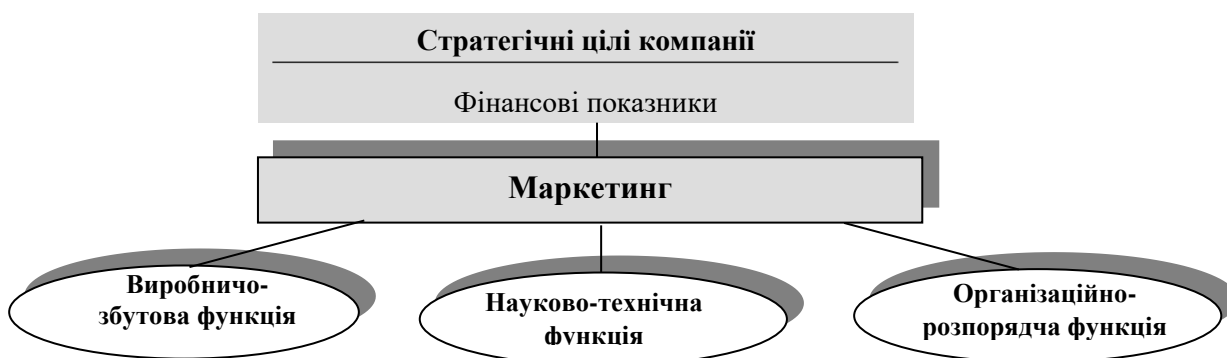 Стратегічні цілі компанії
Фінансові показники
Маркетинг
Виробничо-
збутова функція
Науково-технічна
функція
Організаційно-
розпорядча функція